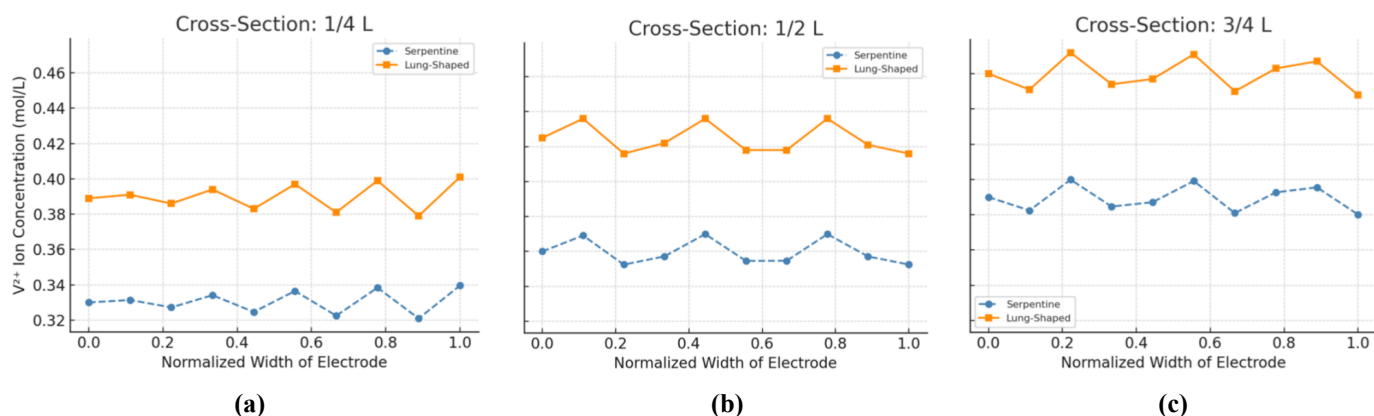 Cross-Section: 1/4 L
Serpentine
Lung-Shaped
V²⁺ Ion Concentration (mol/L)
0.46
0.44
0.42
0.40
0.38
0.36
0.34
0.32
0.0 0.2 0.4 0.6 0.8 1.0
Normalized Width of Electrode
(a)
Cross-Section: 1/2 L
Serpentine
Lung-Shaped
0.0 0.2 0.4 0.6 0.8 1.0
Normalized Width of Electrode
(b)
Cross-Section: 3/4 L
Serpentine
Lung-Shaped
0.0 0.2 0.4 0.6 0.8 1.0
Normalized Width of Electrode
(c)